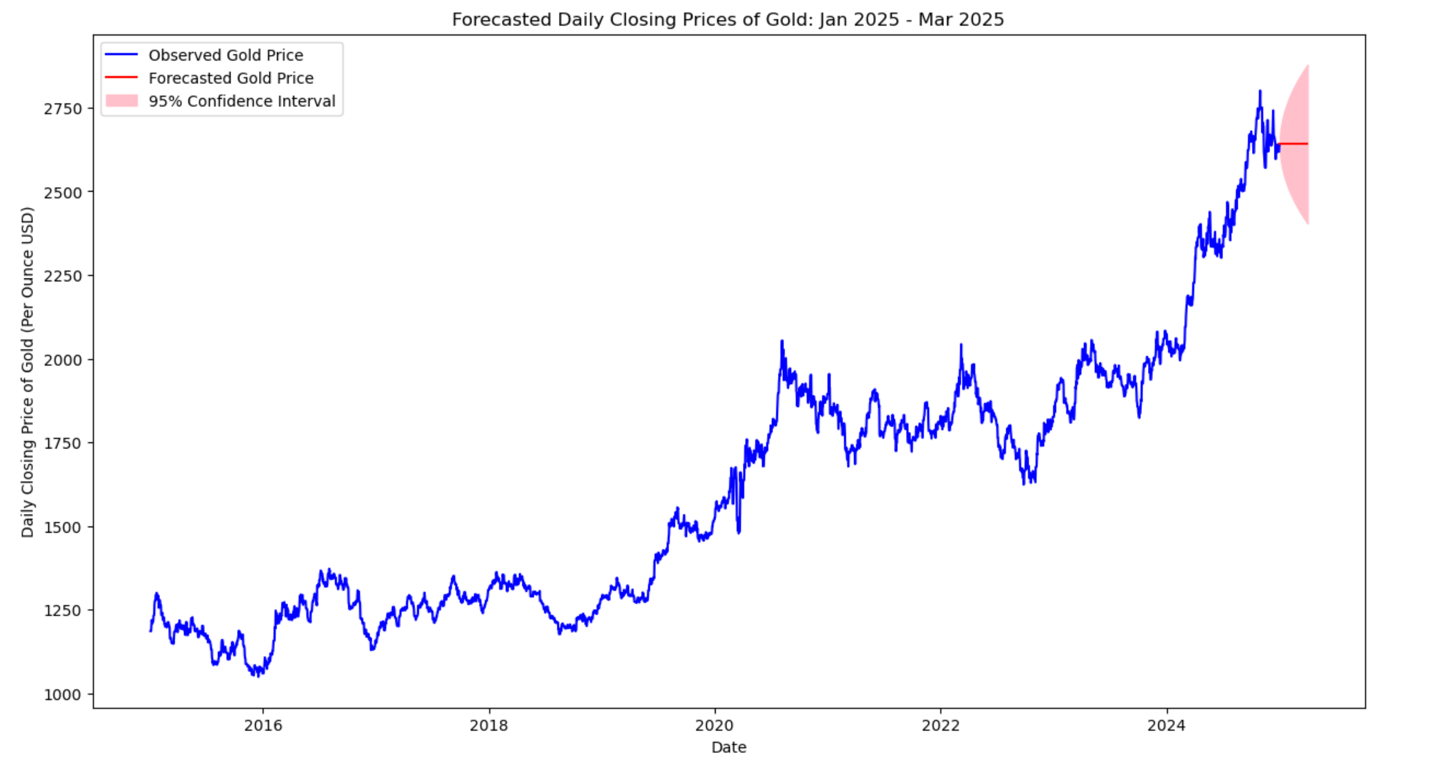 Forecasted Daily Closing Prices of Gold: Jan 2025 - Mar 2025
Observed Gold Price
Forecasted Gold Price
95% Confidence Interval
Daily Closing Price of Gold (Per Ounce USD)
2750
2500
2250
2000
1750
1500
1250
1000
2016
2018
2020
2022
2024
Date